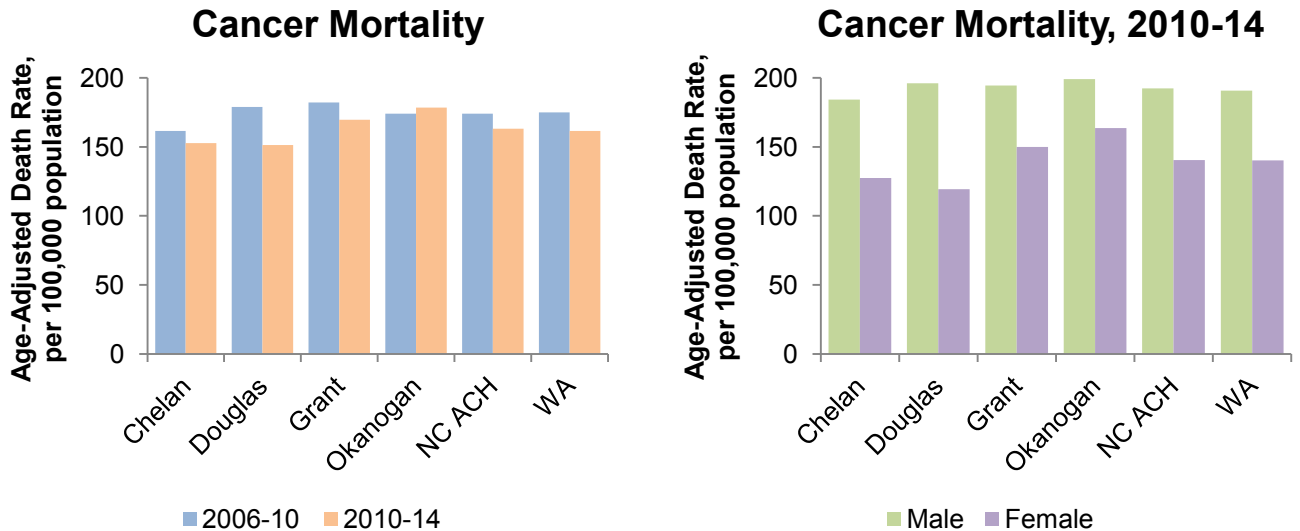 Cancer Mortality
Age-Adjusted Death Rate,
per 100,000 population
200
150
100
50
0
Chelan
Douglas
Grant
Okanogan
NC ACH
WA
2006-10
2010-14
Cancer Mortality, 2010-14
Age-Adjusted Death Rate,
per 100,000 population
200
150
100
50
0
Chelan
Douglas
Grant
Okanogan
NC ACH
WA
Male
Female